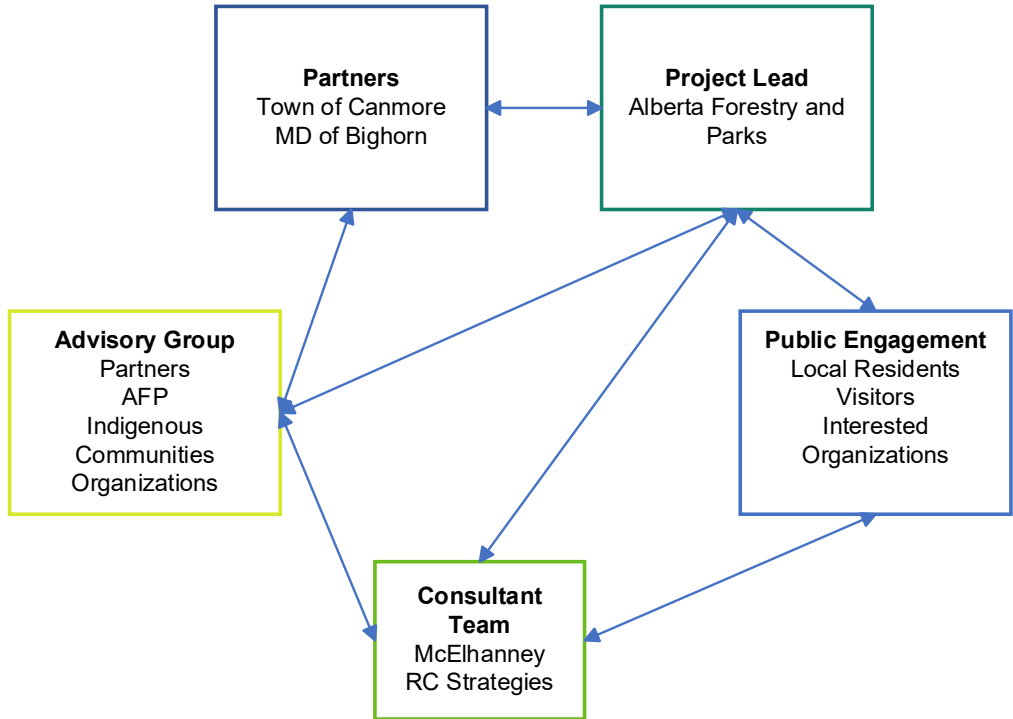 Partners
Town of Canmore
MD of Bighorn
Project Lead
Alberta Forestry and
Parks
Advisory Group
Partners
AFP
Indigenous
Communities
Organizations
Public Engagement
Local Residents
Visitors
Interested
Organizations
Consultant
Team
McElhanney
RC Strategies